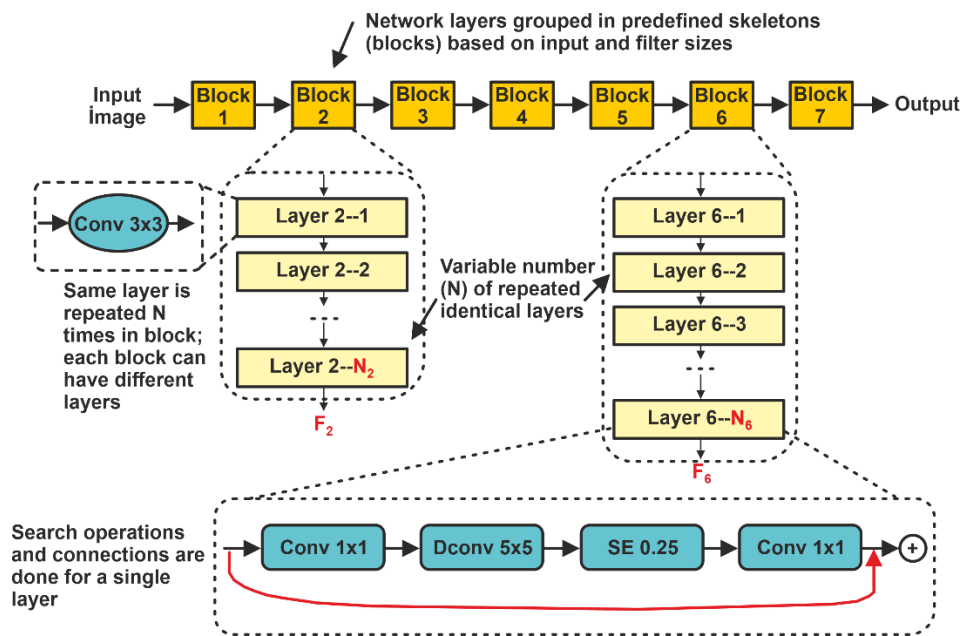 Network layers grouped in predefined skeletons
(blocks) based on input and filter sizes
Input
İmage
Block
1
Block
2
Block
3
Block
4
Block
5
Block
6
Block
7
Output
Conv 3x3
Layer 2--1
Layer 2--2
Layer 2--N2
F2
Same layer is
repeated N
times in block;
each block can
have different
layers
Variable number
(N) of repeated
identical layers
Layer 6--1
Layer 6--2
Layer 6--3
Layer 6--N6
F6
Search operations
and connections are
done for a single
layer
Conv 1x1
Dconv 5x5
SE 0.25
Conv 1x1
+